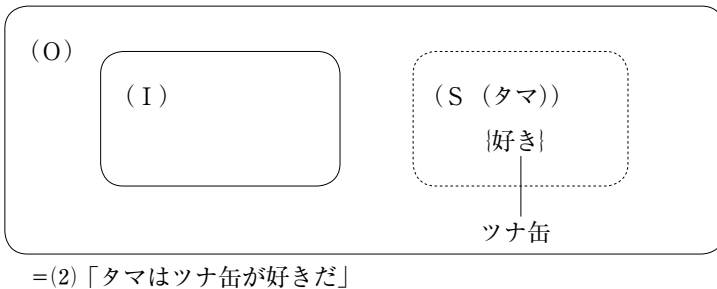 (O)
(I)
(S (タマ))
{好き}
ツナ缶
=(2)「タマはツナ缶が好きだ」